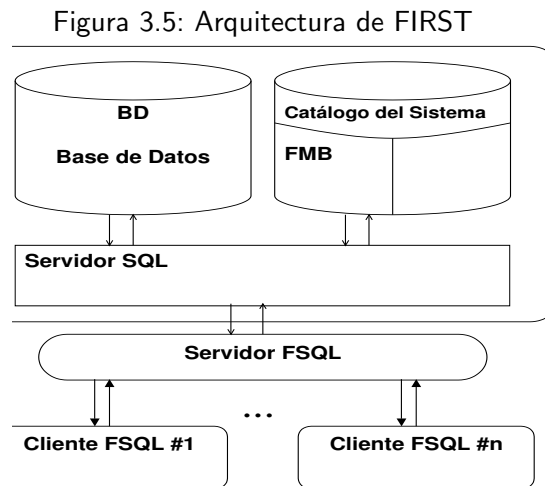 Figura 3.5: Arquitectura de FIRST
BD
Base de Datos
Catálogo del Sistema
FMB
Servidor SQL
Servidor FSQL
...
Cliente FSQL #1
Cliente FSQL #n